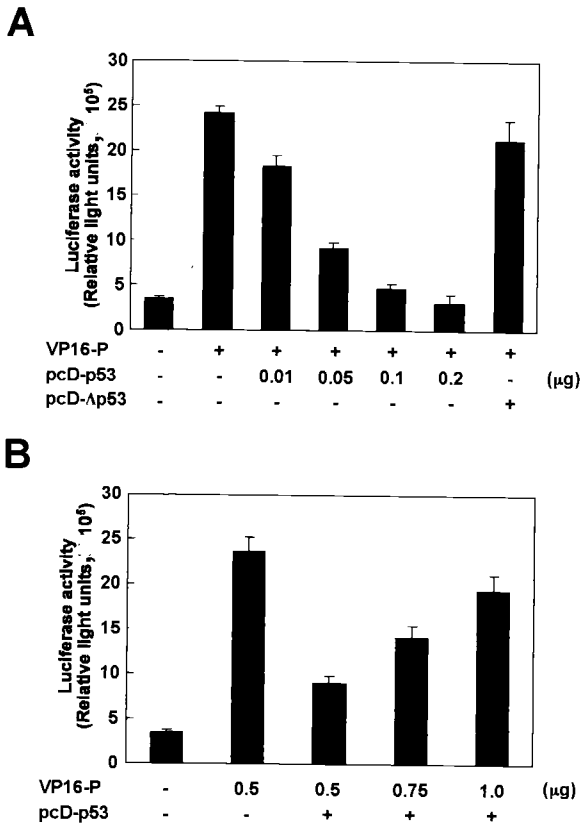 A
Luciferase activity
(Relative light units, 10⁵)
30
25
20
15
10
5
0
VP16-P - + + + + + +
pcD-p53 - - 0.01 0.05 0.1 0.2 - (μg)
pcD-Λp53 - - - - - - +
B
Luciferase activity
(Relative light units, 10⁵)
30
25
20
15
10
5
0
VP16-P - 0.5 0.5 0.75 1.0 (μg)
pcD-p53 - - + + +